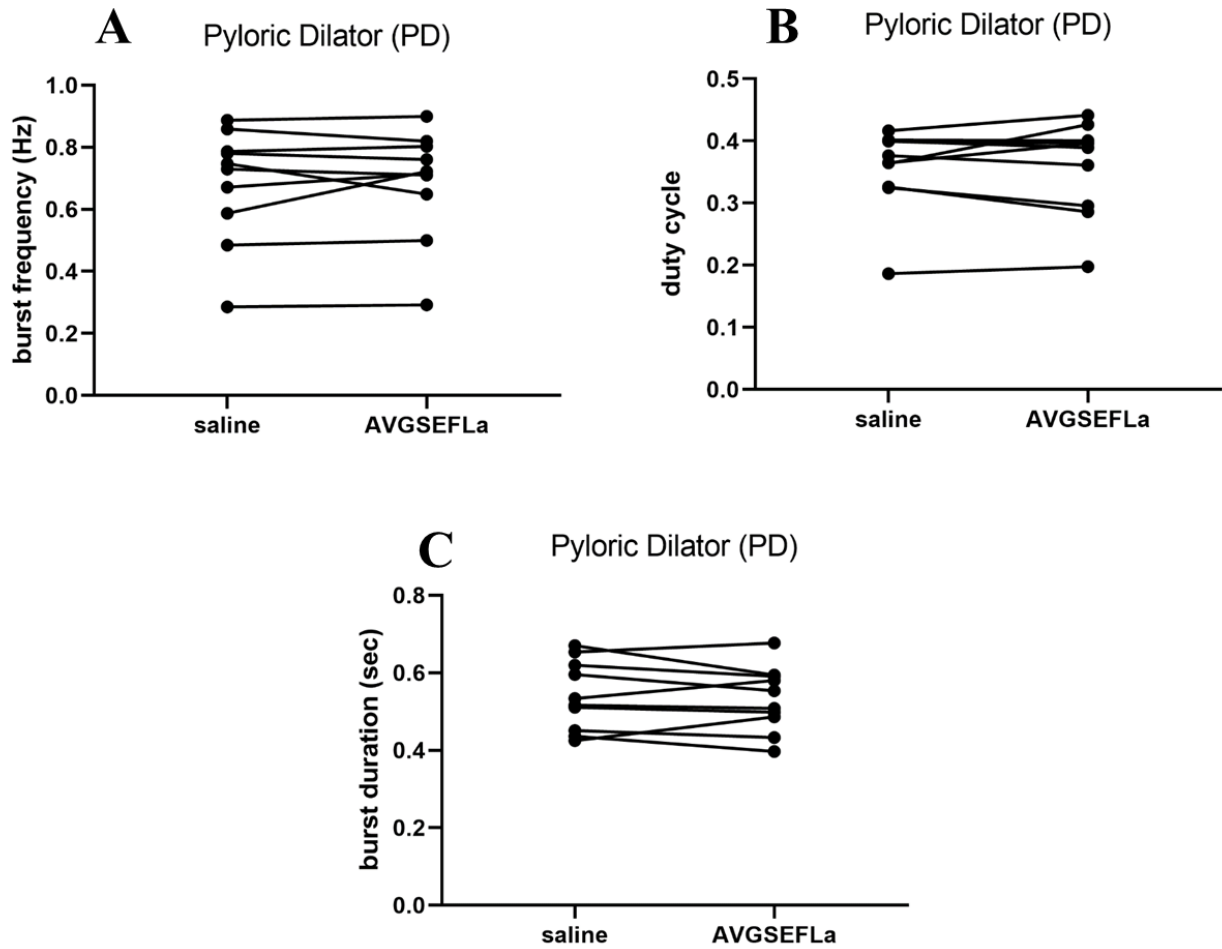 A
Pyloric Dilator (PD)
burst frequency (Hz)
1.0
0.8
0.6
0.4
0.2
0.0
saline
AVGSEFLa
B
Pyloric Dilator (PD)
duty cycle
0.5
0.4
0.3
0.2
0.1
0.0
saline
AVGSEFLa
C
Pyloric Dilator (PD)
burst duration (sec)
0.8
0.6
0.4
0.2
0.0
saline
AVGSEFLa